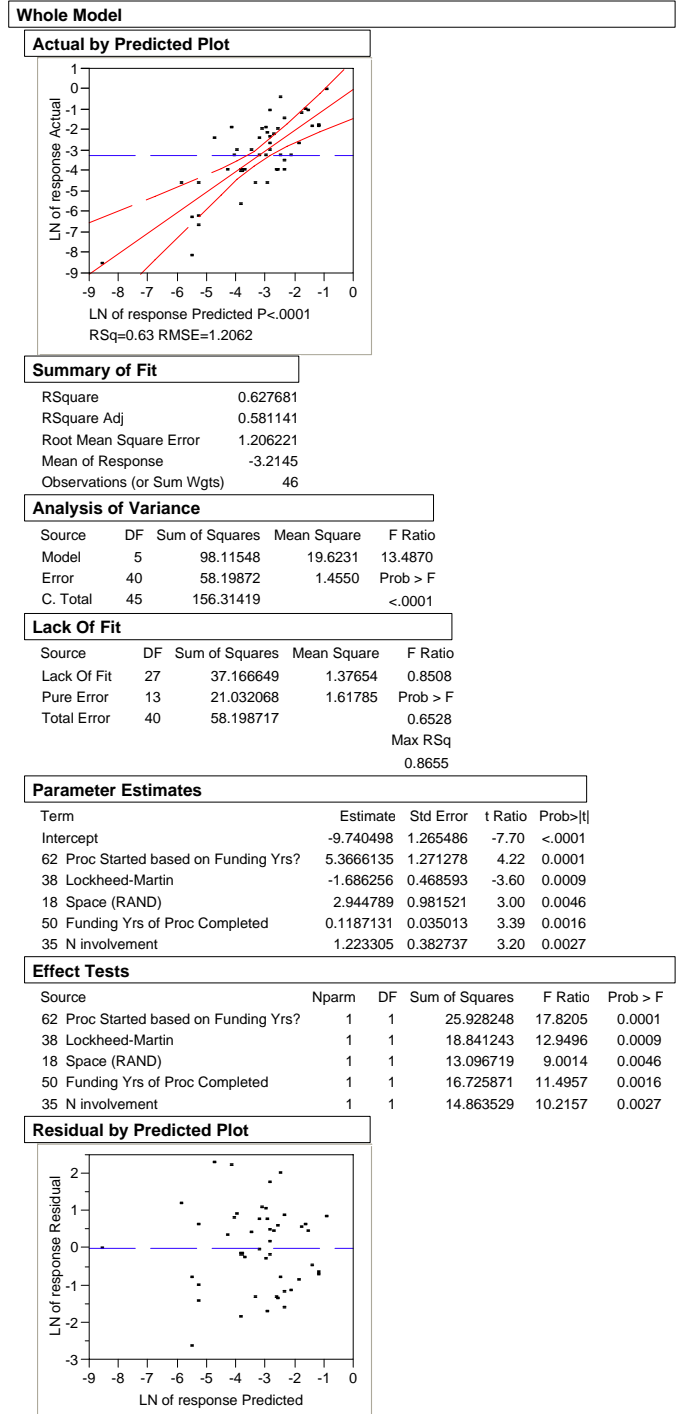 Whole Model
Actual by Predicted Plot
1
0
-1
-2
-3
-4
-5
-6
-7
-8
-9
LN of response Actual
-9 -8 -7 -6 -5 -4 -3 -2 -1 0
LN of response Predicted P<.0001
RSq=0.63 RMSE=1.2062
Summary of Fit
RSquare 0.627681
RSquare Adj 0.581141
Root Mean Square Error 1.206221
Mean of Response -3.2145
Observations (or Sum Wgts) 46
Analysis of Variance
Source DF Sum of Squares Mean Square F Ratio
Model 5 98.11548 19.6231 13.4870
Error 40 58.19872 1.4550 Prob > F
C. Total 45 156.31419 <.0001
Lack Of Fit
Source DF Sum of Squares Mean Square F Ratio
Lack Of Fit 27 37.166649 1.37654 0.8508
Pure Error 13 21.032068 1.61785 Prob > F
Total Error 40 58.198717 0.6528
Max RSq
0.8655
Parameter Estimates
Term Estimate Std Error t Ratio Prob>|t|
Intercept -9.740498 1.265486 -7.70 <.0001
62 Proc Started based on Funding Yrs? 5.3666135 1.271278 4.22 0.0001
38 Lockheed-Martin -1.686256 0.468593 -3.60 0.0009
18 Space (RAND) 2.944789 0.981521 3.00 0.0046
50 Funding Yrs of Proc Completed 0.1187131 0.035013 3.39 0.0016
35 N involvement 1.223305 0.382737 3.20 0.0027
Effect Tests
Source Nparm DF Sum of Squares F Ratio Prob > F
62 Proc Started based on Funding Yrs? 1 1 25.928248 17.8205 0.0001
38 Lockheed-Martin 1 1 18.841243 12.9496 0.0009
18 Space (RAND) 1 1 13.096719 9.0014 0.0046
50 Funding Yrs of Proc Completed 1 1 16.725871 11.4957 0.0016
35 N involvement 1 1 14.863529 10.2157 0.0027
Residual by Predicted Plot
2
1
0
-1
-2
-3
LN of response Residual
-9 -8 -7 -6 -5 -4 -3 -2 -1 0
LN of response Predicted